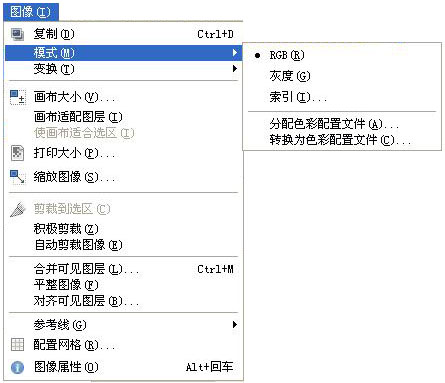 图像(I)
复制(D) Ctrl+D
模式(M)
变换(T)
画布大小(V)...
画布适配图层(I)
使画布适合选区(I)
打印大小(P)...
缩放图像(S)...
剪裁到选区(C)
积极剪裁(Z)
自动剪裁图像(E)
合并可见图层(L)... Ctrl+M
平整图像(F)
对齐可见图层(B)...
参考线(G)
配置网格(R)...
图像属性(O) Alt+回车
RGB(R)
灰度(G)
索引(I)...
分配色彩配置文件(A)...
转换为色彩配置文件(C)...